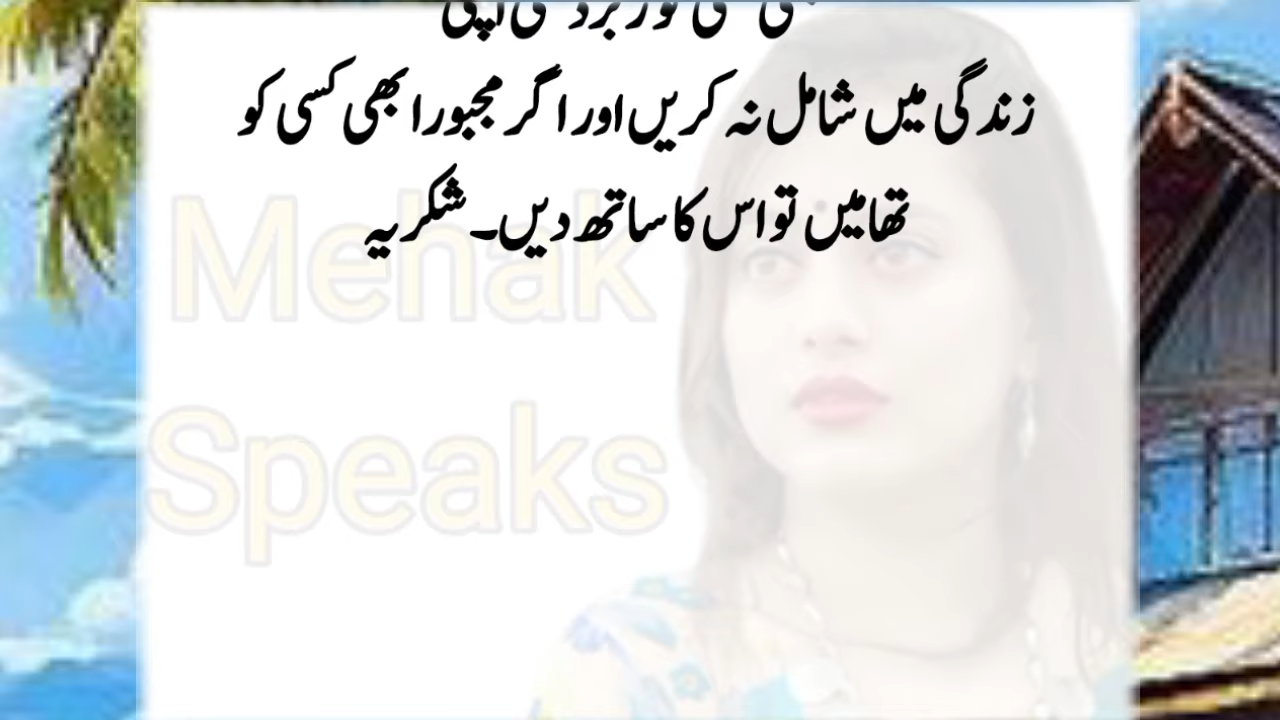 اپنی
زندگی میں شامل نہ کریں اور اگر مجبورا بھی کسی کو
تھامیں تو اس کا ساتھ دیں۔ شکریہ
Mehak
Speaks